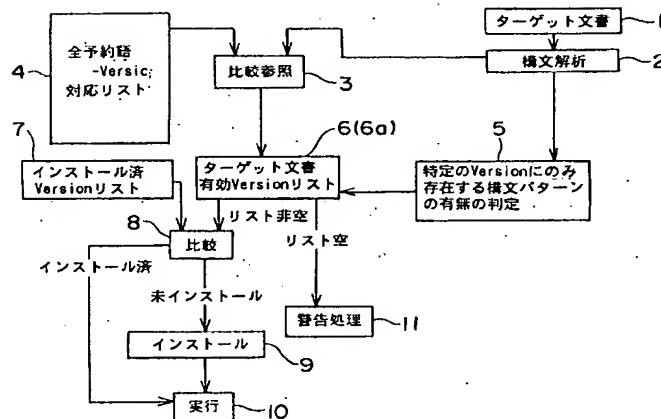 ターゲット文書
1
全予約語
-Versic
対応リスト
4
比較参照
3
構文解析
2
7
インストール済
Versionリスト
6(6a)
ターゲット文書
有効Versionリスト
5
特定のVersionにのみ
存在する構文パターン
の有無の判定
リスト非空
リスト空
8
比較
インストール済
未インストール
警告処理
11
インストール
9
実行
10